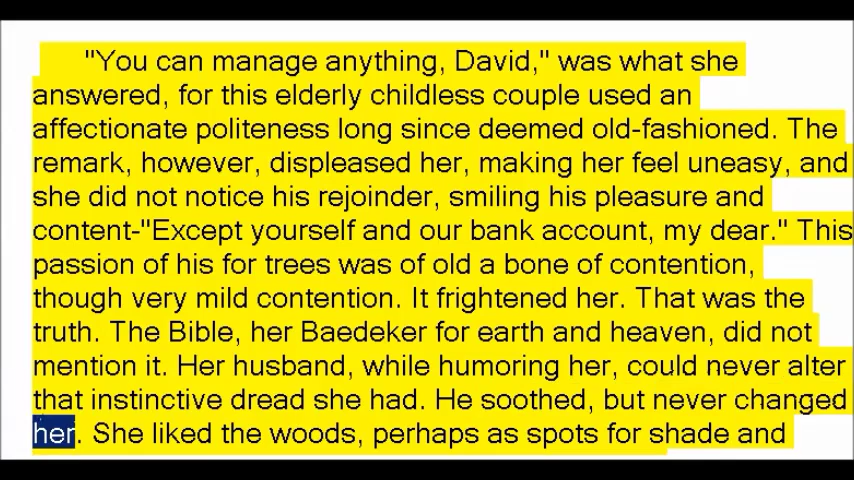 "You can manage anything, David," was what she
answered, for this elderly childless couple used an
affectionate politeness long since deemed old-fashioned. The
remark, however, displeased her, making her feel uneasy, and
she did not notice his rejoinder, smiling his pleasure and
content-"Except yourself and our bank account, my dear." This
passion of his for trees was of old a bone of contention,
though very mild contention. It frightened her. That was the
truth. The Bible, her Baedeker for earth and heaven, did not
mention it. Her husband, while humoring her, could never alter
that instinctive dread she had. He soothed, but never changed
her. She liked the woods, perhaps as spots for shade and